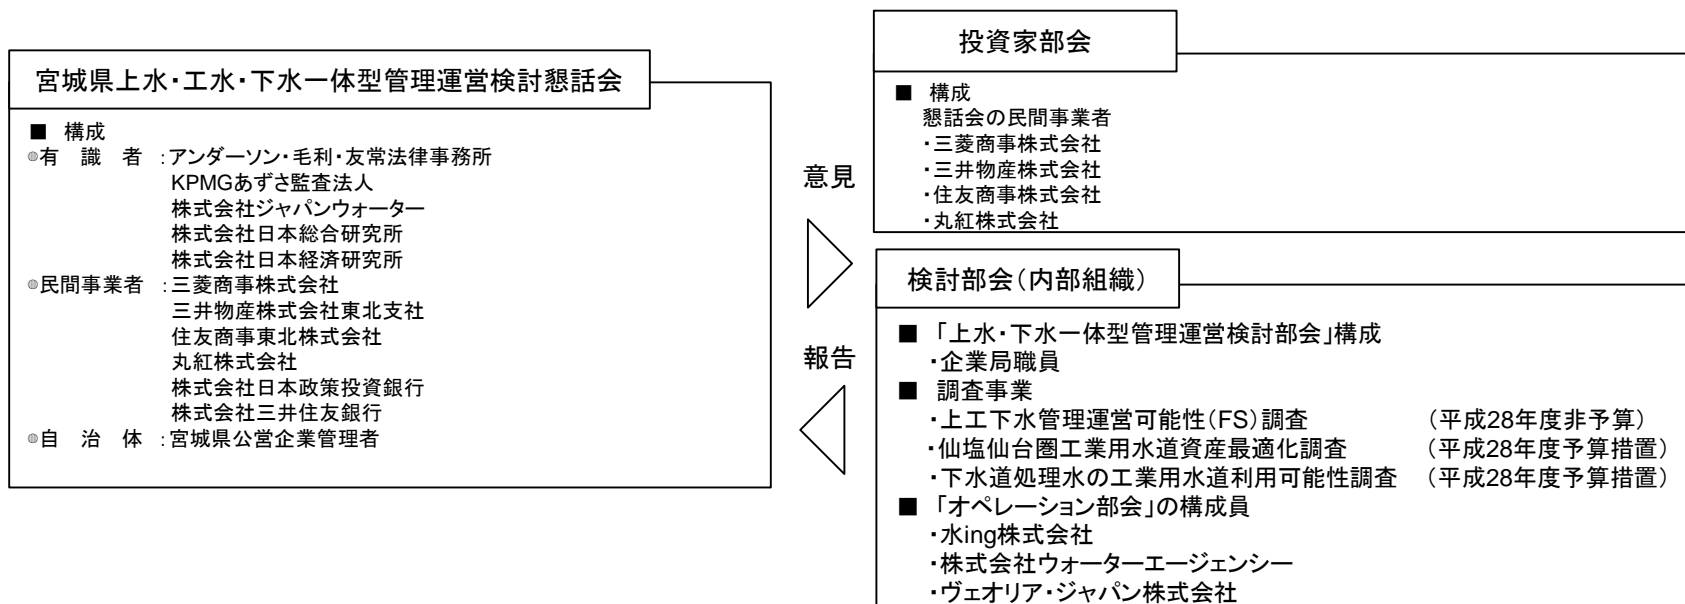 宮城県上水・工水・下水一体型管理運営検討懇話会
■ 構成
◎有 識 者 :アンダーソン・毛利・友常法律事務所
KPMGあずさ監査法人
株式会社ジャパンウォーター
株式会社日本総合研究所
株式会社日本経済研究所
◎民間事業者 :三菱商事株式会社
三井物産株式会社東北支社
住友商事東北株式会社
丸紅株式会社
株式会社日本政策投資銀行
株式会社三井住友銀行
◎自 治 体 :宮城県公営企業管理者
意見
報告
投資家部会
■ 構成
懇話会の民間事業者
・三菱商事株式会社
・三井物産株式会社
・住友商事株式会社
・丸紅株式会社
検討部会(内部組織)
■ 「上水・下水一体型管理運営検討部会」構成
・企業局職員
■ 調査事業
・上工下水管理運営可能性(FS)調査 (平成28年度非予算)
・仙塩仙台圏工業用水道資産最適化調査 (平成28年度予算措置)
・下水道処理水の工業用水道利用可能性調査 (平成28年度予算措置)
■ 「オペレーション部会」の構成員
・水ing株式会社
・株式会社ウォーターエージェンシー
・ヴェオリア・ジャパン株式会社